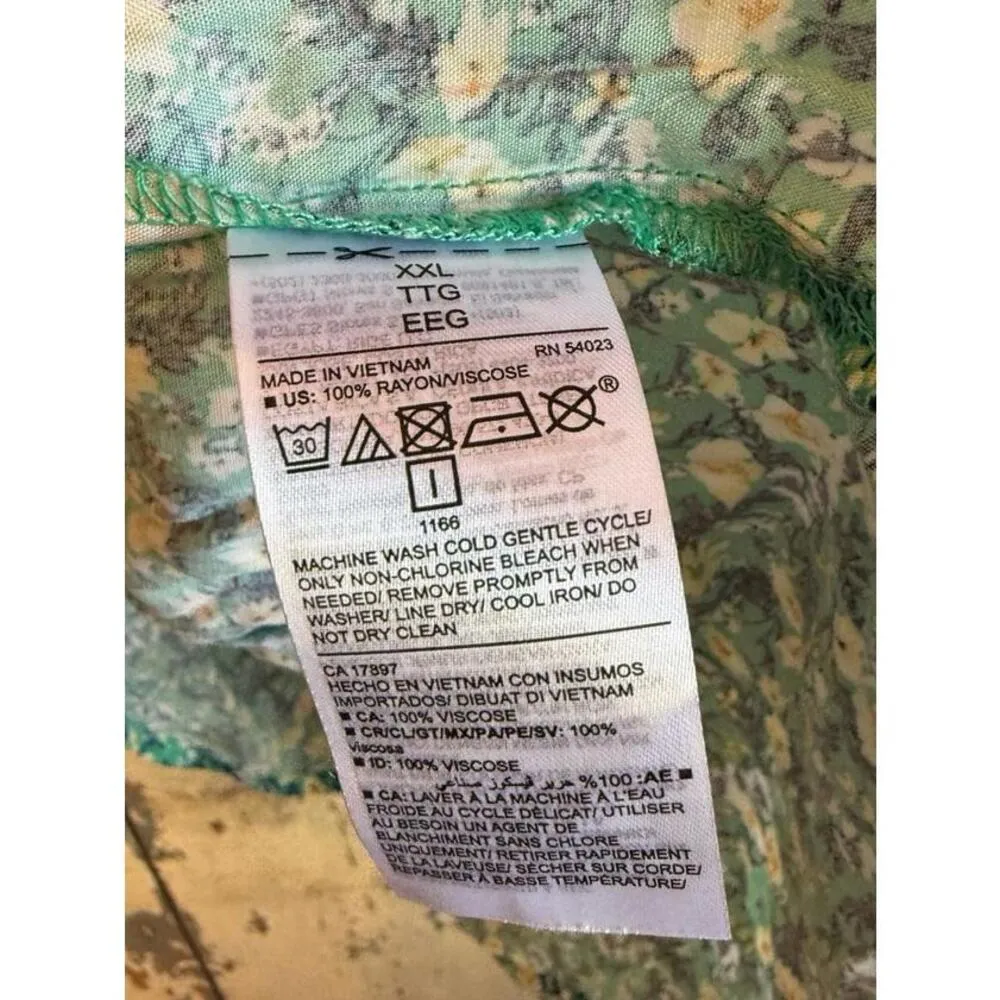 XXL
TTG
EEG
RN 54023
MADE IN VIETNAM
■ US: 100% RAYON/VISCOSE
30
®
1166
MACHINE WASH COLD GENTLE CYCLE/
ONLY NON-CHLORINE BLEACH WHEN
NEEDED/ REMOVE PROMPTLY FROM
WASHER/ LINE DRY/ COOL IRON/ DO
NOT DRY CLEAN
CA 17897
HECHO EN VIETNAM CON INSUMOS
IMPORTADOS/ DIBUAT DI VIETNAM
■ CA: 100% VISCOSE
■ CR/CL/GT/MX/PA/PE/SV: 100%
viscosa
■ ID: 100% VISCOSE
■ AE: 100% حرير فيسكوز صناعي
■ CA: LAVER À LA MACHINE À L'EAU
FROIDE AU CYCLE DÉLICAT/ UTILISER
AU BESOIN UN AGENT DE
BLANCHIMENT SANS CHLORE
UNIQUEMENT/ RETIRER RAPIDEMENT
DE LA LAVEUSE/ SÉCHER SUR CORDE/
REPASSER À BASSE TEMPÉRATURE/